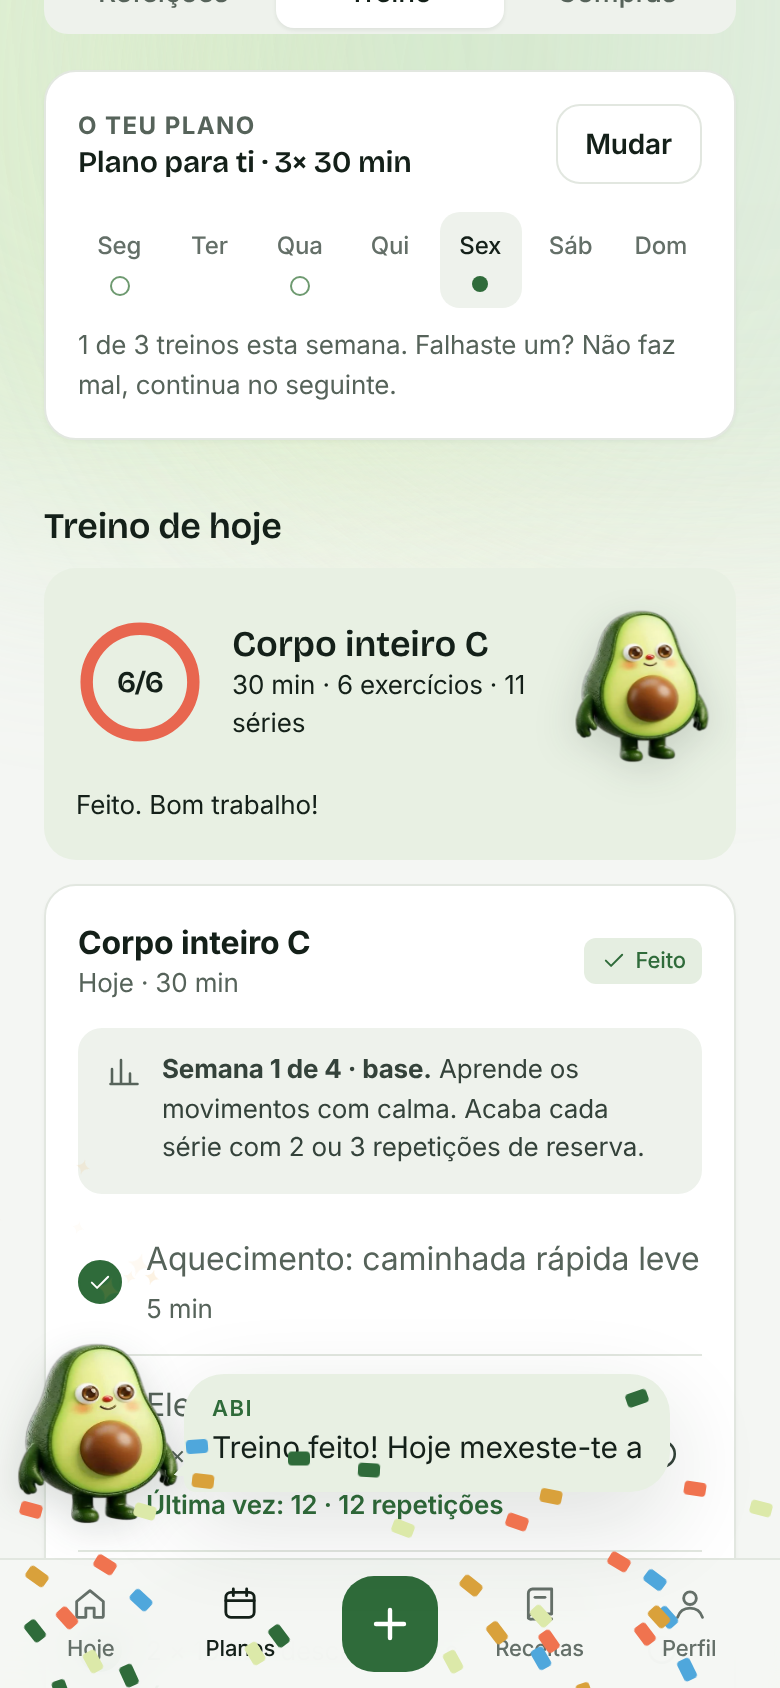 Treino
O TEU PLANO
Plano para ti · 3× 30 min
Mudar
Seg Ter Qua Qui Sex Sáb Dom
1 de 3 treinos esta semana. Falhaste um? Não faz
mal, continua no seguinte.
Treino de hoje
6/6
Corpo inteiro C
30 min · 6 exercícios · 11
séries
Feito. Bom trabalho!
Corpo inteiro C
Hoje · 30 min
Feito
Semana 1 de 4 · base. Aprende os
movimentos com calma. Acaba cada
série com 2 ou 3 repetições de reserva.
Aquecimento: caminhada rápida leve
5 min
Ele
ABI
Treino feito! Hoje mexeste-te a
Última vez: 12 · 12 repetições
Hoje Planos Receitas Perfil